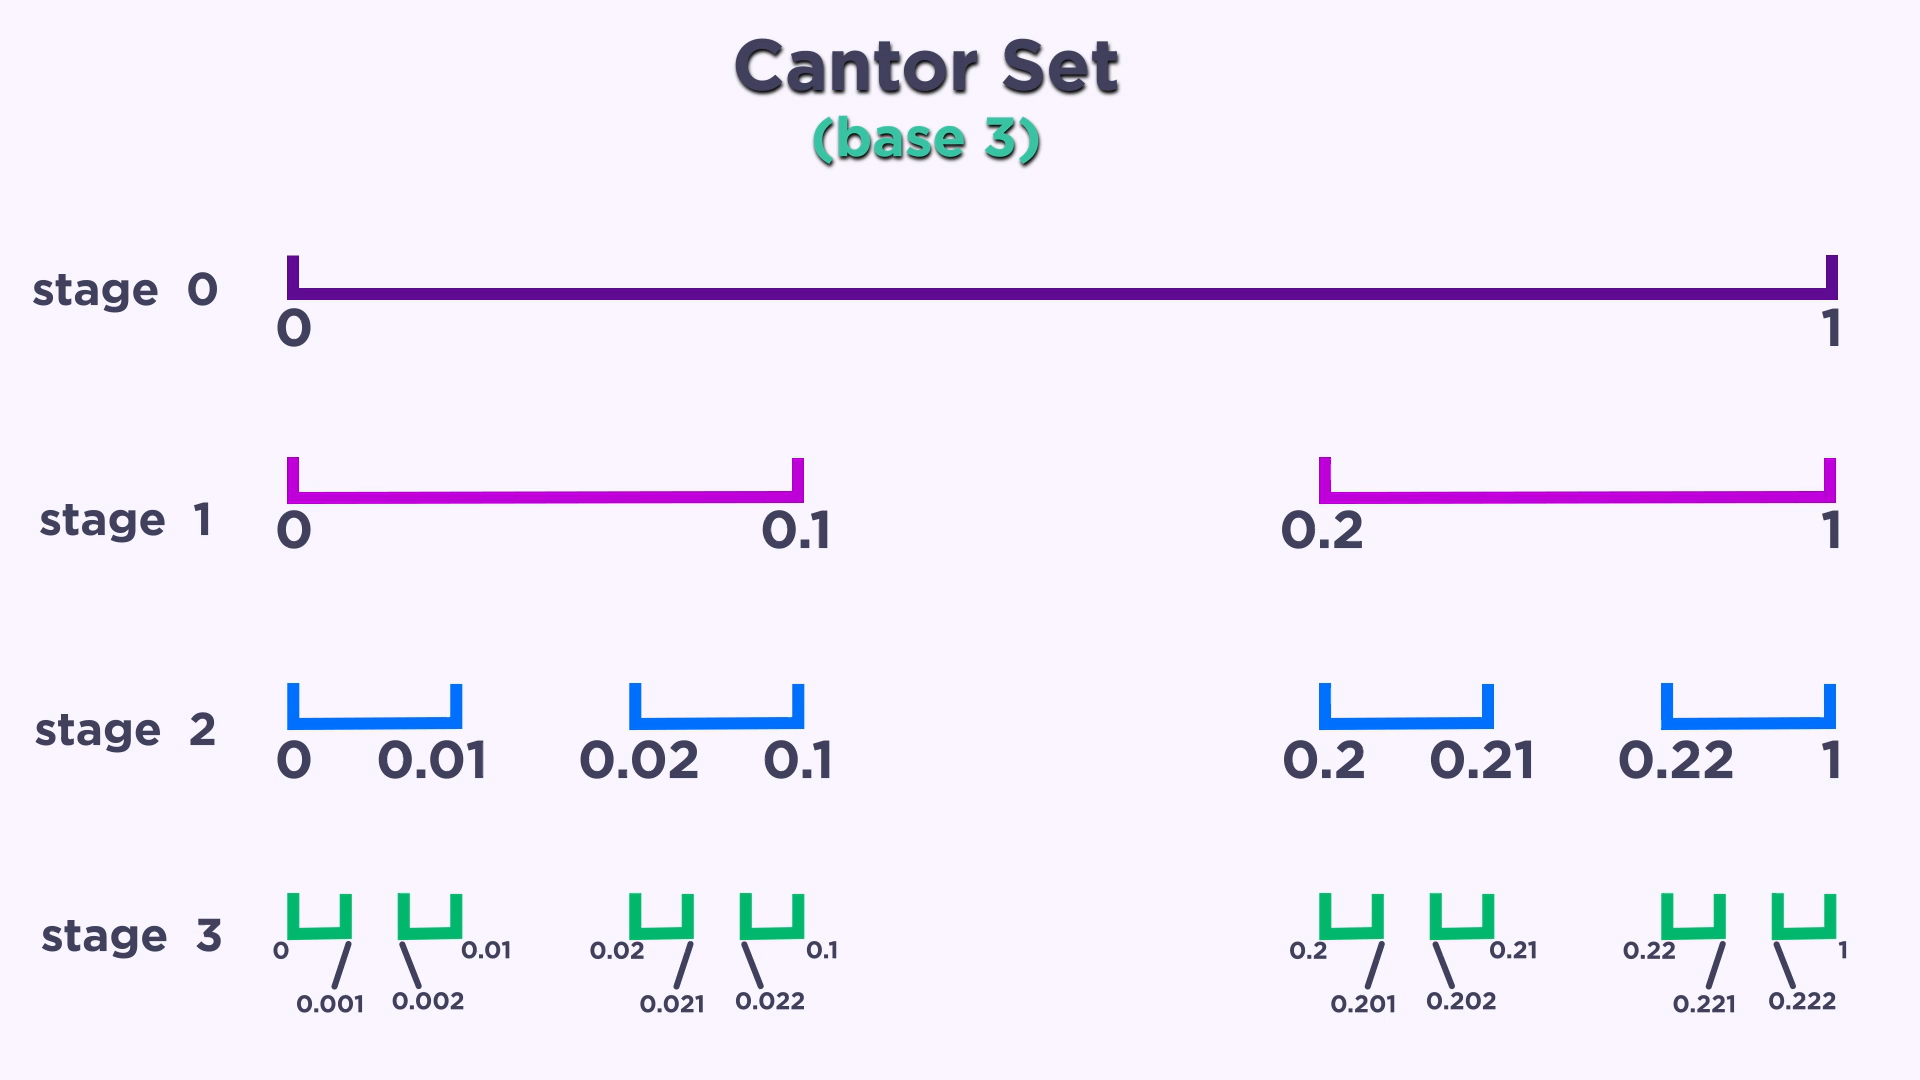 Cantor Set
(base 3)
stage 0
0 1
stage 1
0 0.1 0.2 1
stage 2
0 0.01 0.02 0.1 0.2 0.21 0.22 1
stage 3
0 0.01 0.02 0.1 0.2 0.21 0.22 1
0.001 0.002 0.021 0.022 0.201 0.202 0.221 0.222